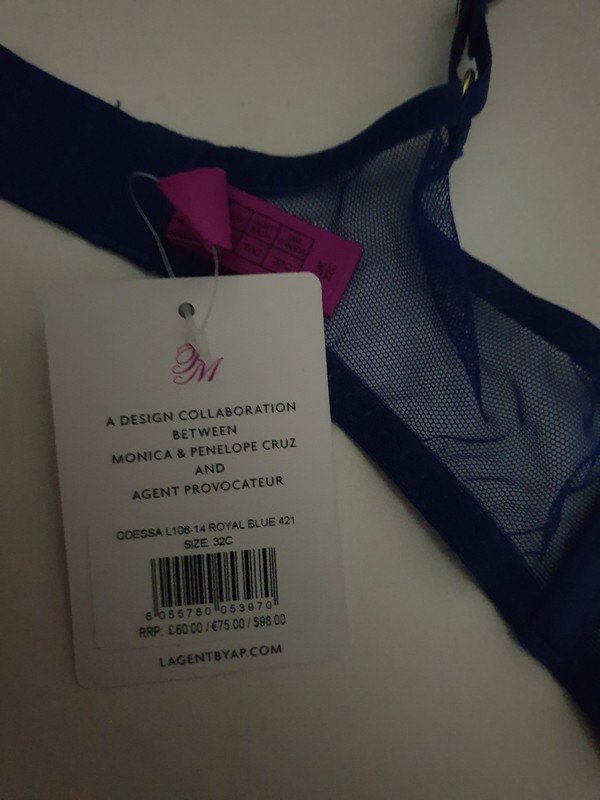 A DESIGN COLLABORATION
BETWEEN
MONICA & PENELOPE CRUZ
AND
AGENT PROVOCATEUR
ODESSA L106-14 ROYAL BLUE 421
SIZE: 32C
6 055780 053970
RRP: £60.00 / €75.00 / $98.00
LAGENTBYAP.COM